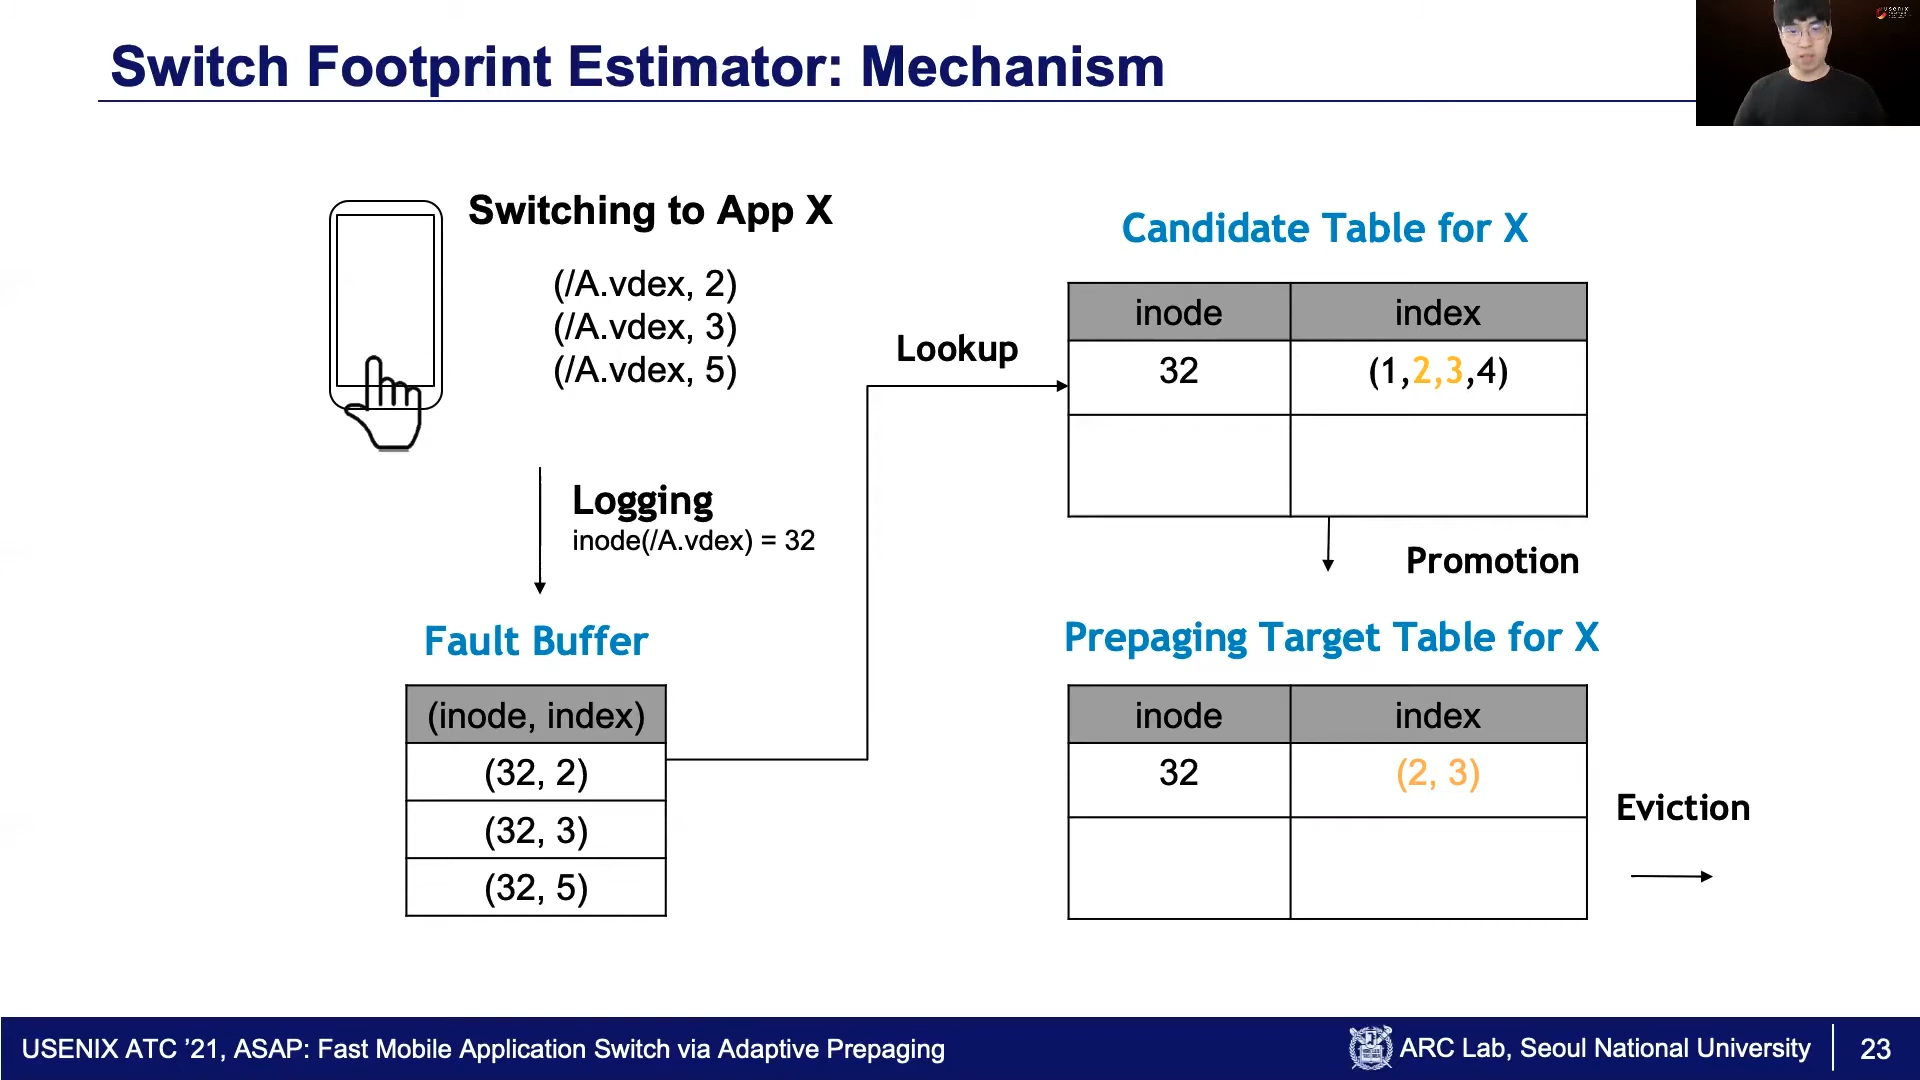 Switch Footprint Estimator: Mechanism
Switching to App X
(/A.vdex, 2)
(/A.vdex, 3)
(/A.vdex, 5)
Logging
inode(/A.vdex) = 32
Fault Buffer
(inode, index)
(32, 2)
(32, 3)
(32, 5)
Lookup
Candidate Table for X
inode index
32 (1,2,3,4)
Promotion
Prepaging Target Table for X
inode index
32 (2, 3)
Eviction
USENIX ATC ’21, ASAP: Fast Mobile Application Switch via Adaptive Prepaging
ARC Lab, Seoul National University
23